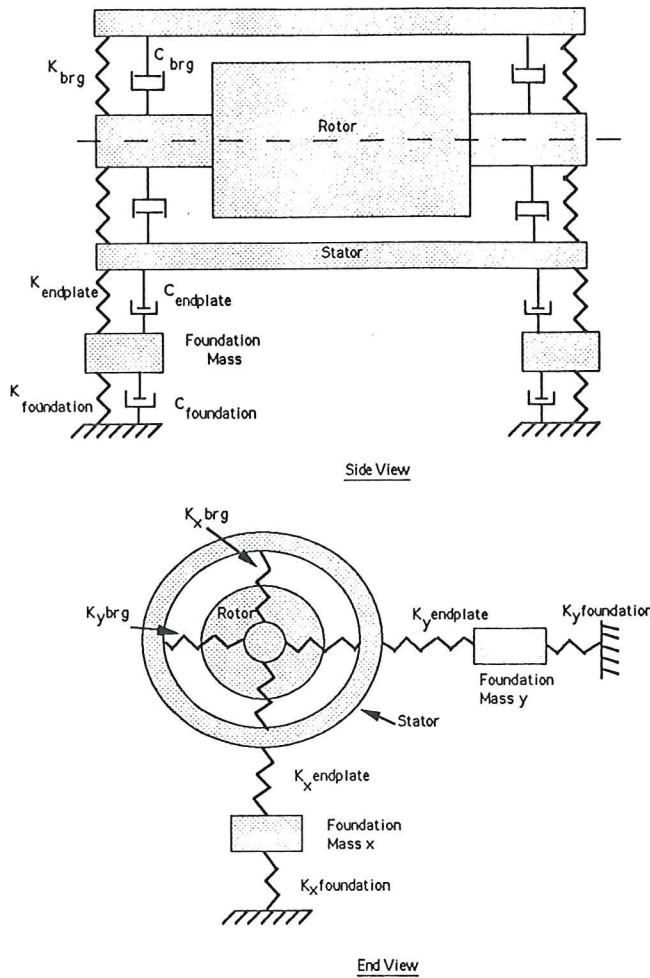 C brg
K brg
Rotor
Stator
K endplate
C endplate
Foundation
Mass
K foundation
C foundation
Side View
K x brg
K y brg
Rotor
K y endplate
K y foundation
Foundation
Mass y
Stator
K x endplate
Foundation
Mass x
K x foundation
End View